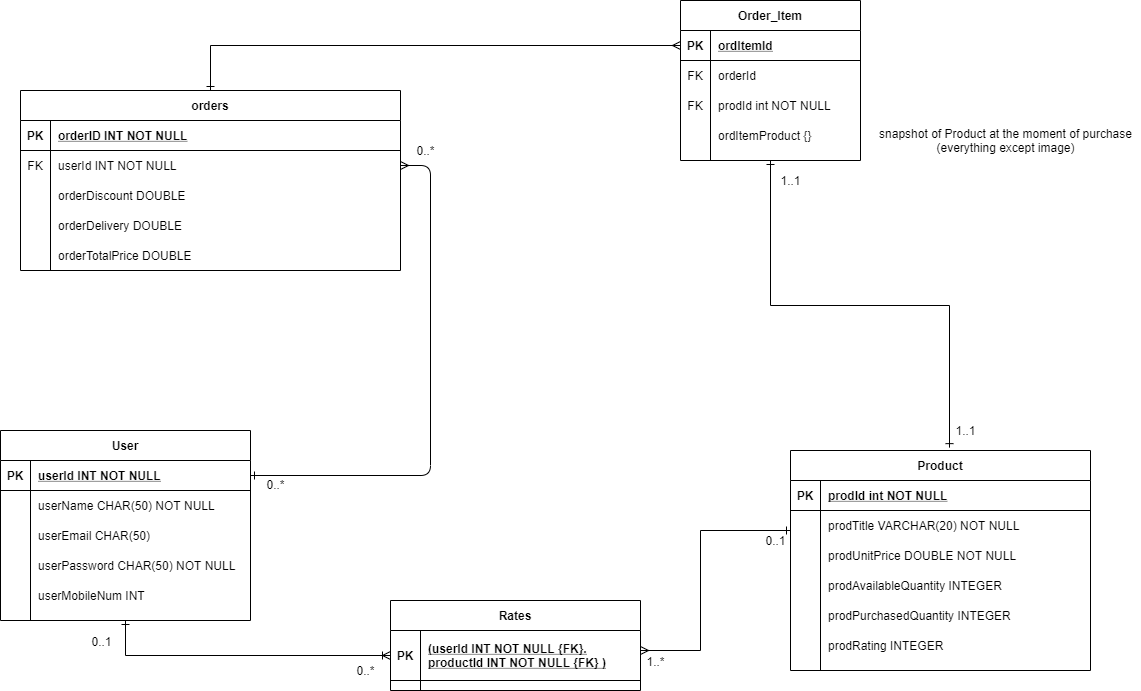 Order_Item
PK ordItemId
FK orderId
FK prodId int NOT NULL
ordItemProduct {}
snapshot of Product at the moment of purchase
(everything except image)
1..1
orders
PK orderID INT NOT NULL
FK userId INT NOT NULL
orderDiscount DOUBLE
orderDelivery DOUBLE
orderTotalPrice DOUBLE
0..*
User
PK userId INT NOT NULL
userName CHAR(50) NOT NULL
userEmail CHAR(50)
userPassword CHAR(50) NOT NULL
userMobileNum INT
0..*
0..1
1..1
Product
PK prodId int NOT NULL
prodTitle VARCHAR(20) NOT NULL
prodUnitPrice DOUBLE NOT NULL
prodAvailableQuantity INTEGER
prodPurchasedQuantity INTEGER
prodRating INTEGER
0..1
Rates
PK (userId INT NOT NULL {FK},
productId INT NOT NULL {FK} )
0..*
1..*